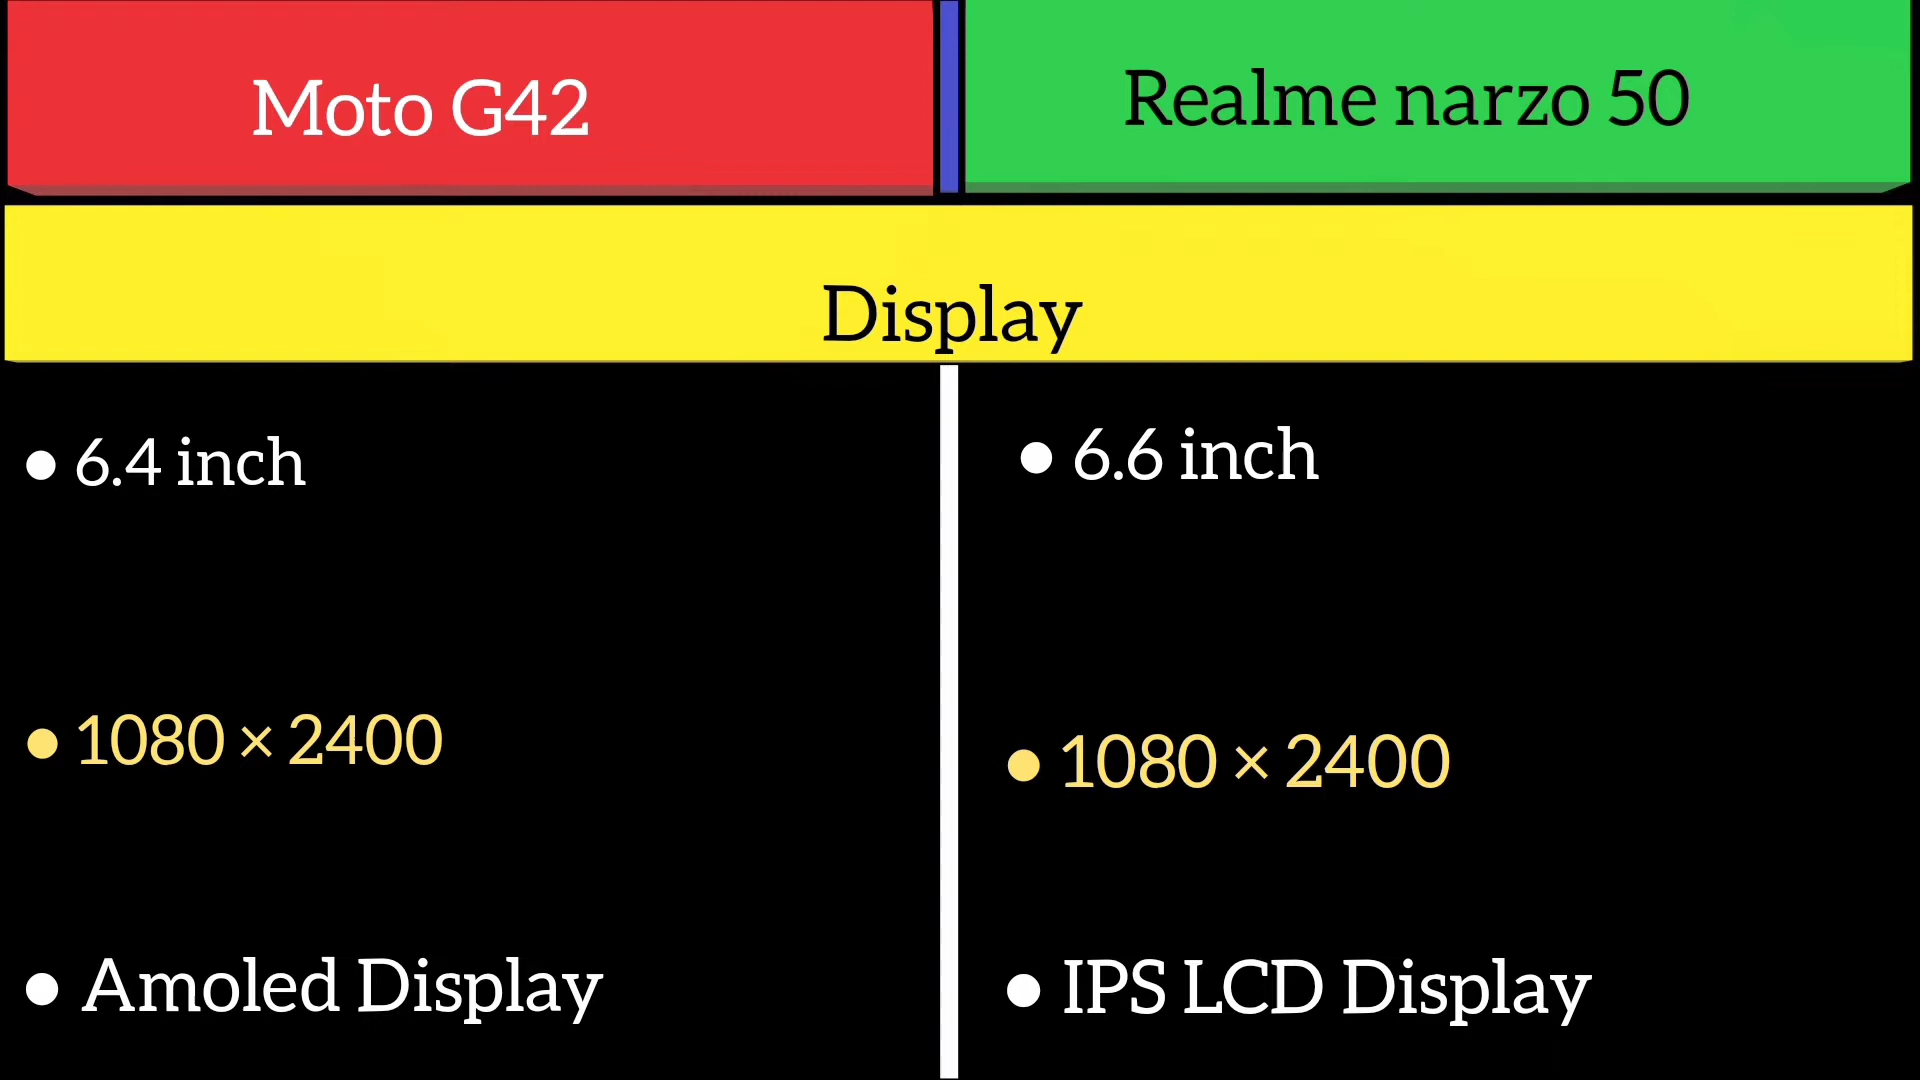 Moto G42
Realme narzo 50
Display
● 6.4 inch
● 6.6 inch
● 1080 × 2400
● 1080 × 2400
● Amoled Display
● IPS LCD Display